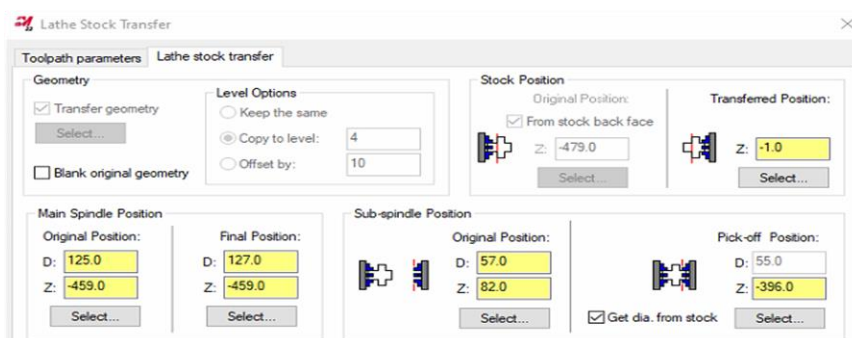 Lathe Stock Transfer
Toolpath parameters Lathe stock transfer
Geometry
Transfer geometry
Select...
Blank original geometry
Level Options
Keep the same
Copy to level: 4
Offset by: 10
Stock Position
Original Position: Transferred Position:
From stock back face
Z: -479.0 Z: -1.0
Select... Select...
Main Spindle Position
Original Position: Final Position:
D: 125.0 D: 127.0
Z: -459.0 Z: -459.0
Select... Select...
Sub-spindle Position
Original Position: Pick-off Position:
D: 57.0 D: 55.0
Z: 82.0 Z: -396.0
Select... Get dia. from stock Select...